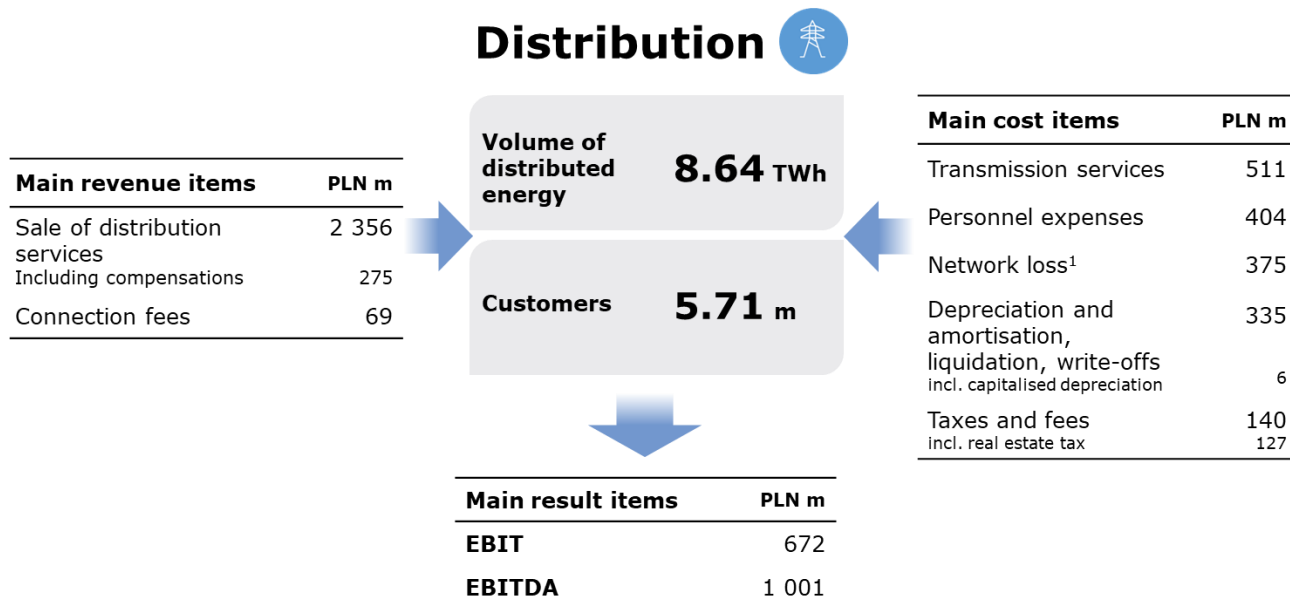 Distribution
Main revenue items PLN m
Sale of distribution 2 356
services
Including compensations 275
Connection fees 69
Volume of
distributed
energy
8.64 TWh
Customers 5.71 m
Main cost items PLN m
Transmission services 511
Personnel expenses 404
Network loss¹ 375
Depreciation and 335
amortisation,
liquidation, write-offs
incl. capitalised depreciation 6
Taxes and fees 140
incl. real estate tax 127
Main result items PLN m
EBIT 672
EBITDA 1 001